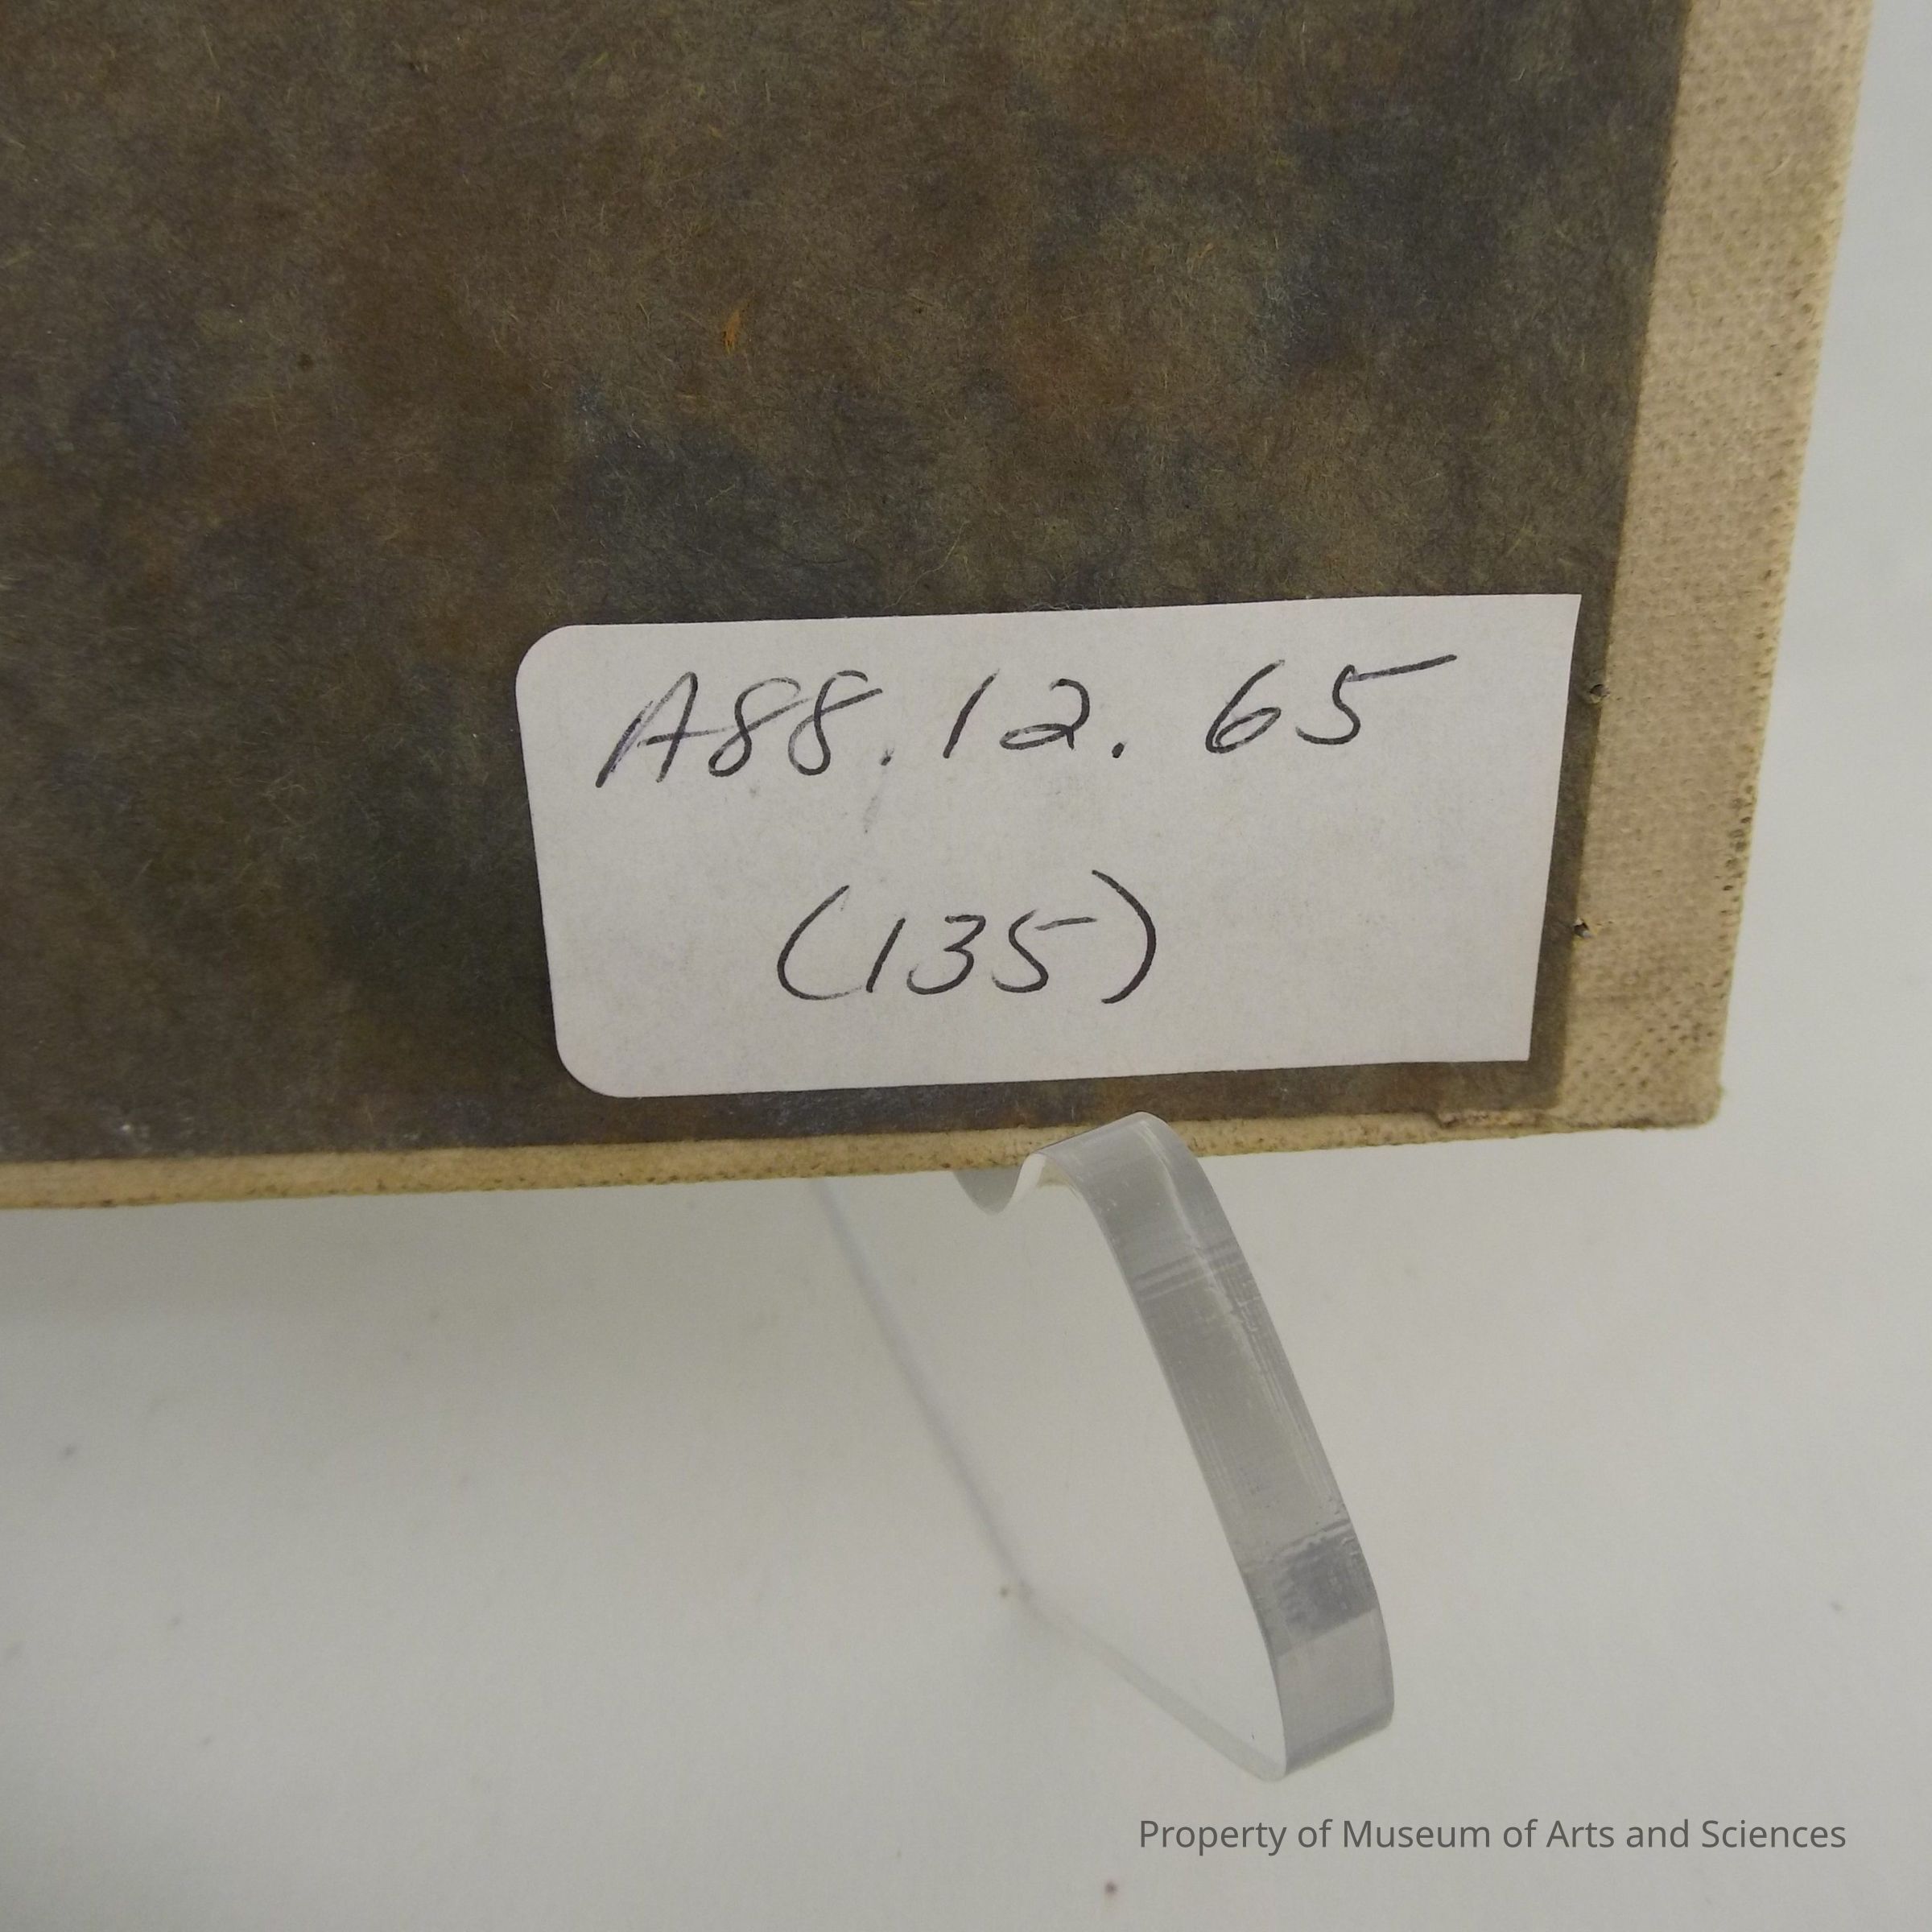 A88.12.65
(135)
Property of Museum of Arts and Sciences